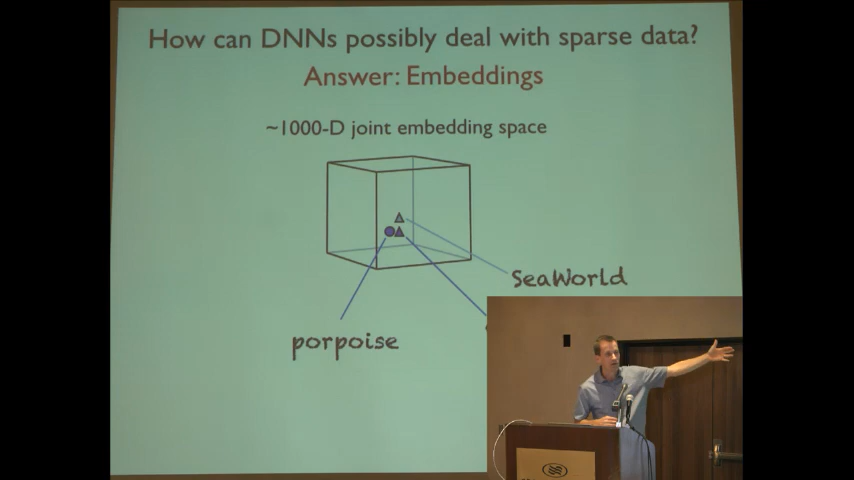 How can DNNs possibly deal with sparse data?
Answer: Embeddings
~1000-D joint embedding space
SeaWorld
porpoise